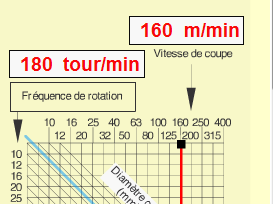 160 m/min
Vitesse de coupe
180 tour/min
Fréquence de rotation
10 16 25 40 63 100 160 250 400
12 20 32 50 80 125 200 315
10
12
16
20
25
Diamètre
(mm